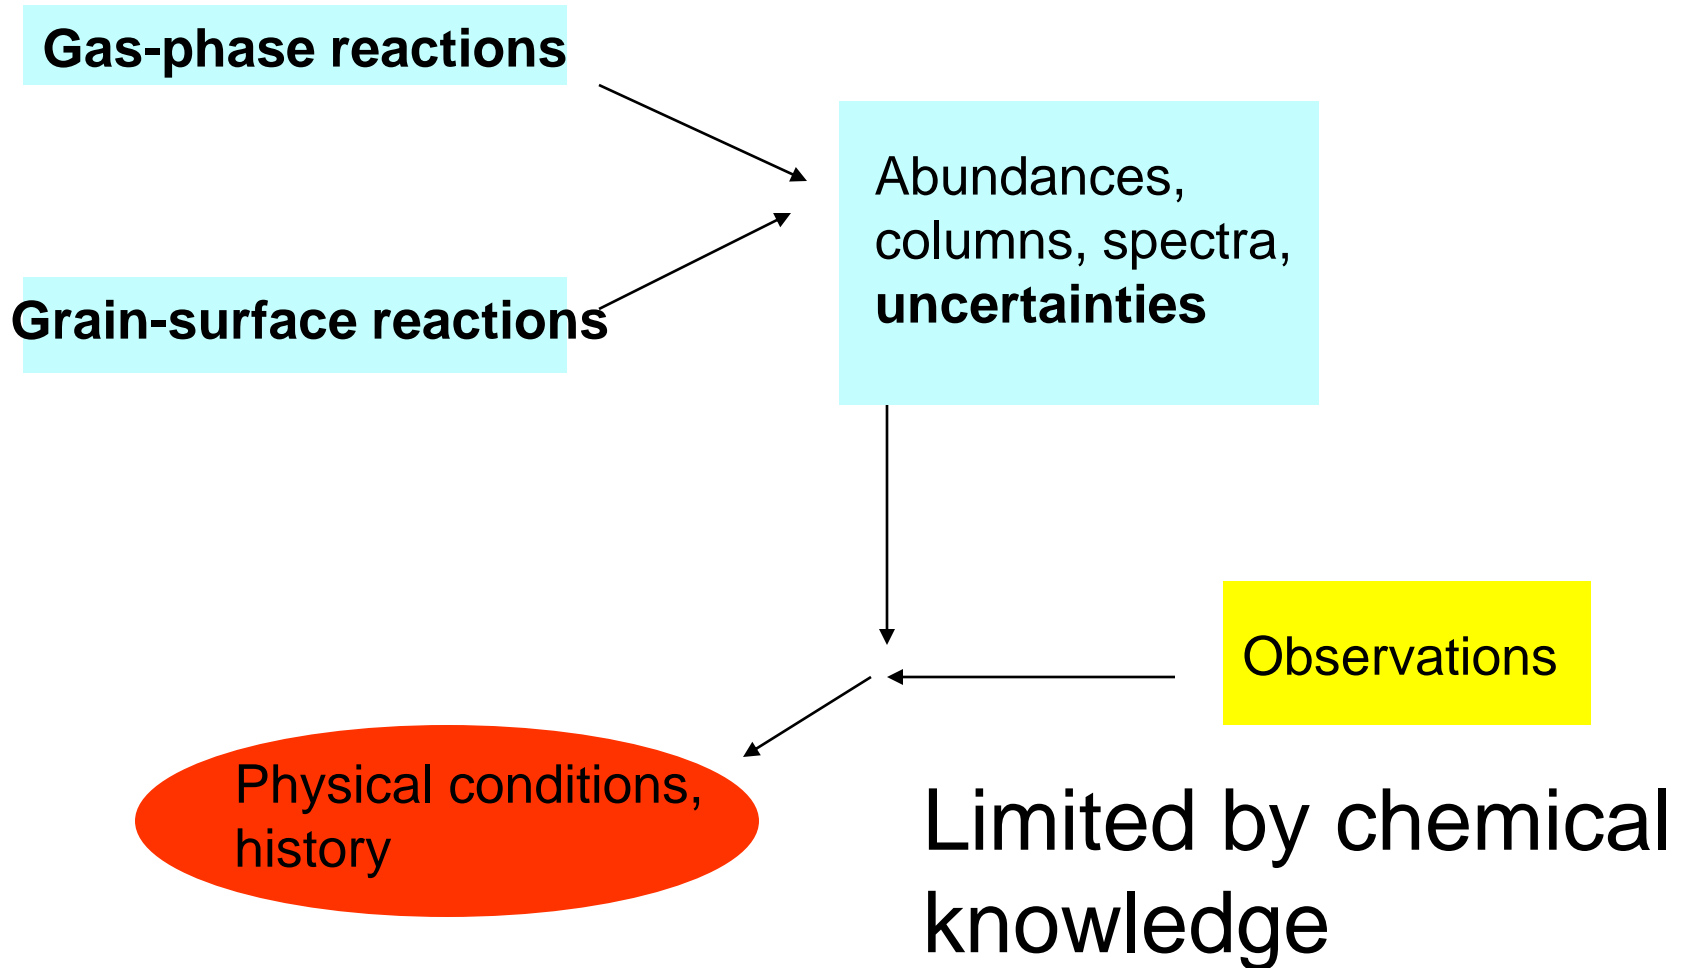 Gas-phase reactions
Abundances,
columns, spectra,
uncertainties
Grain-surface reactions
Observations
Physical conditions,
history
Limited by chemical
knowledge